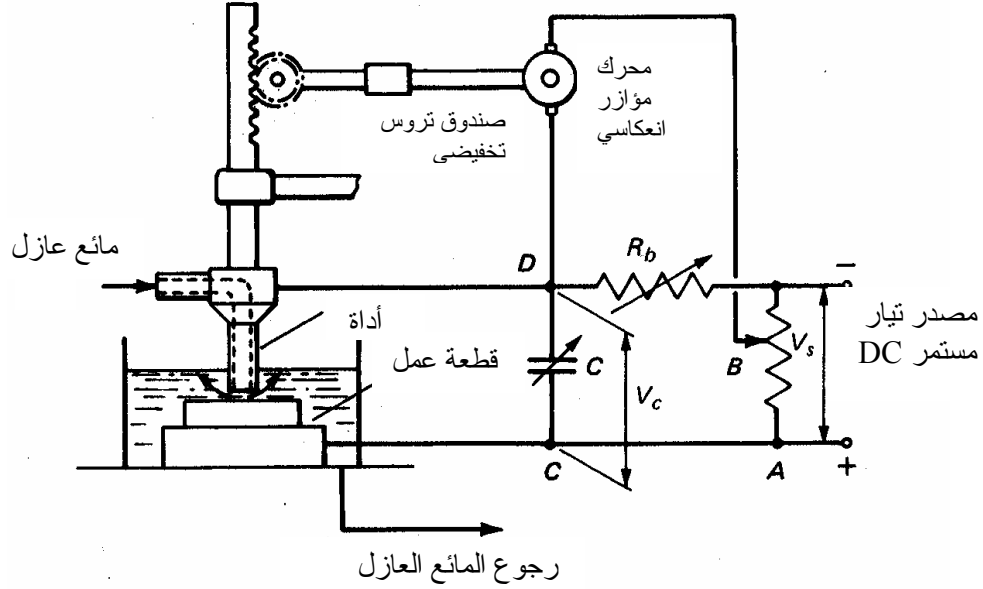 محرك
مؤازر
انعكاسي
صندوق تروس
تخفيضى
مائع عازل
D
R_b
−
أداة
مصدر تيار
مستمر DC
قطعة عمل
C
V_c
B
V_s
C
A
+
رجوع المائع العازل